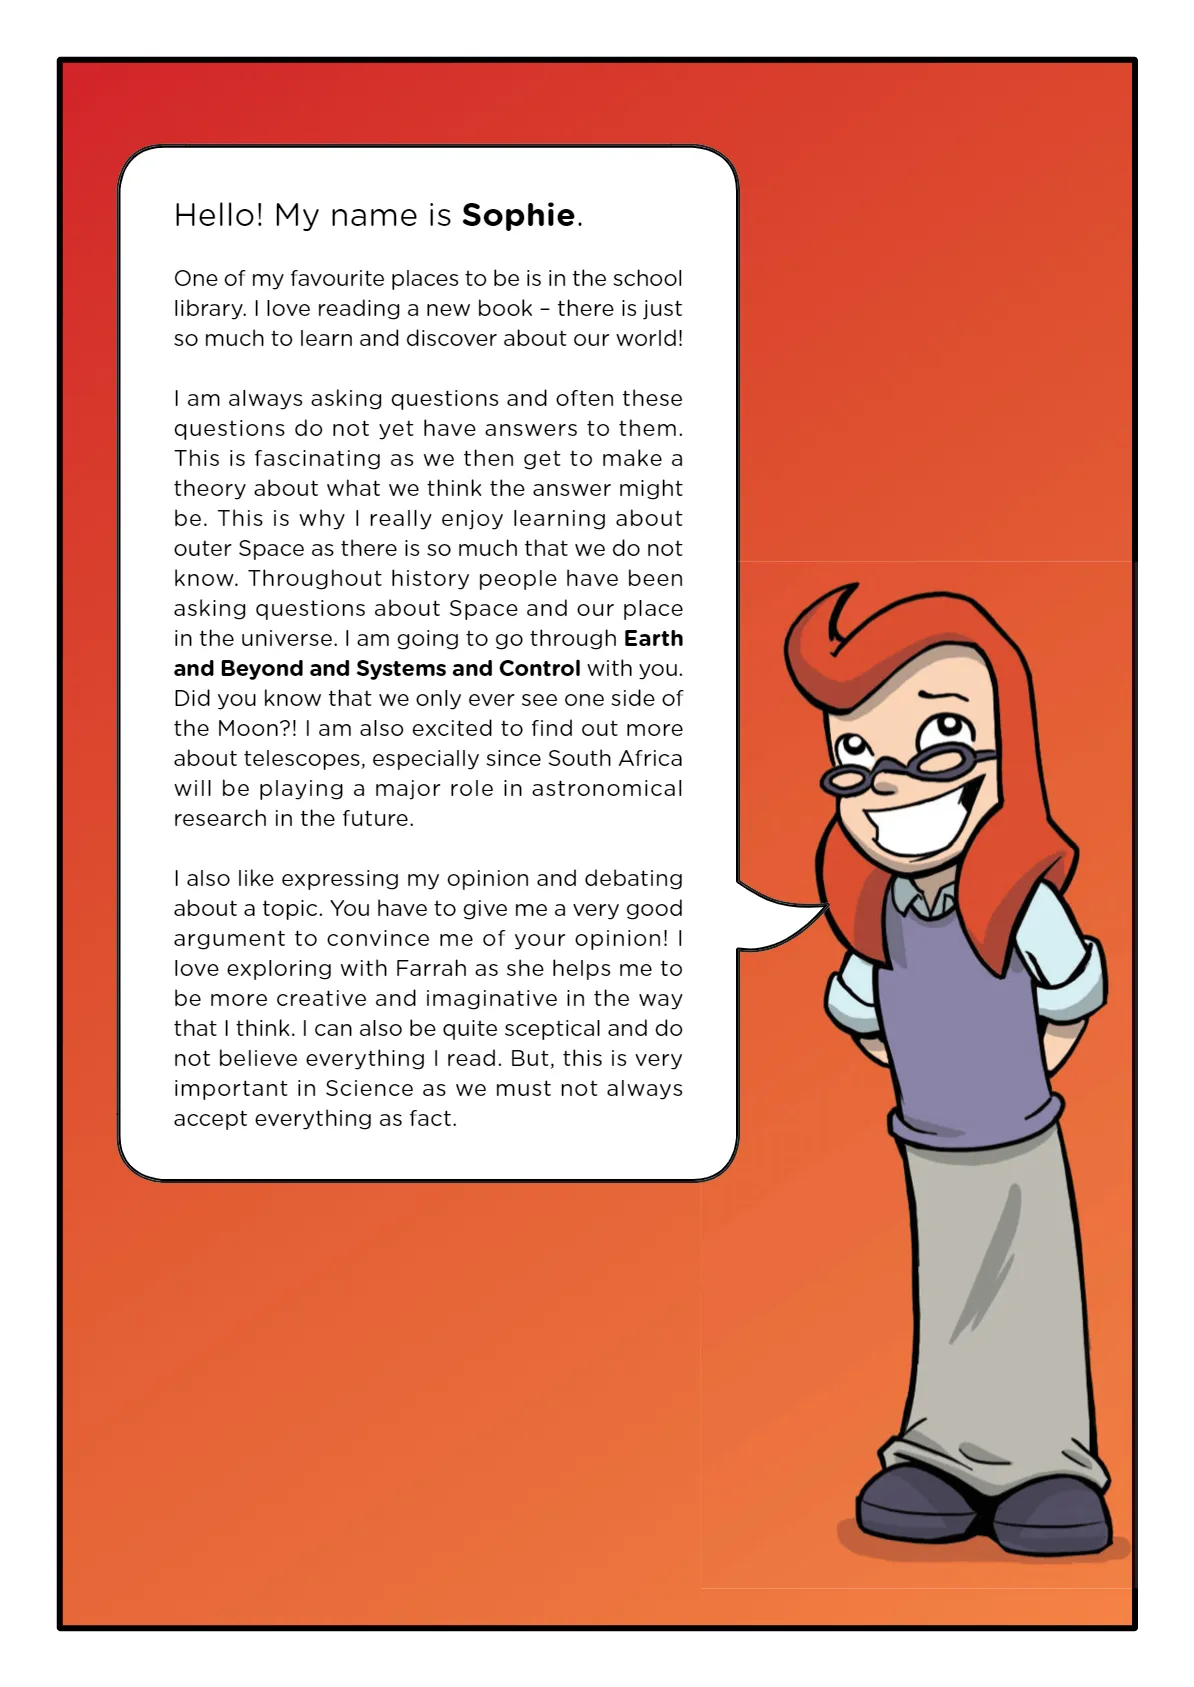 Hello! My name is Sophie.
One of my favourite places to be is in the school
library. I love reading a new book – there is just
so much to learn and discover about our world!
I am always asking questions and often these
questions do not yet have answers to them.
This is fascinating as we then get to make a
theory about what we think the answer might
be. This is why I really enjoy learning about
outer Space as there is so much that we do not
know. Throughout history people have been
asking questions about Space and our place
in the universe. I am going to go through Earth
and Beyond and Systems and Control with you.
Did you know that we only ever see one side of
the Moon?! I am also excited to find out more
about telescopes, especially since South Africa
will be playing a major role in astronomical
research in the future.
I also like expressing my opinion and debating
about a topic. You have to give me a very good
argument to convince me of your opinion! I
love exploring with Farrah as she helps me to
be more creative and imaginative in the way
that I think. I can also be quite sceptical and do
not believe everything I read. But, this is very
important in Science as we must not always
accept everything as fact.